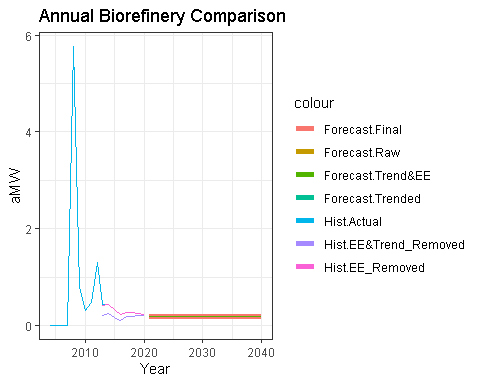 Annual Biorefinery Comparison
6
4
2
0
aMW
2010 2020 2030 2040
Year
colour
Forecast.Final
Forecast.Raw
Forecast.Trend&EE
Forecast.Trended
Hist.Actual
Hist.EE&Trend_Removed
Hist.EE_Removed